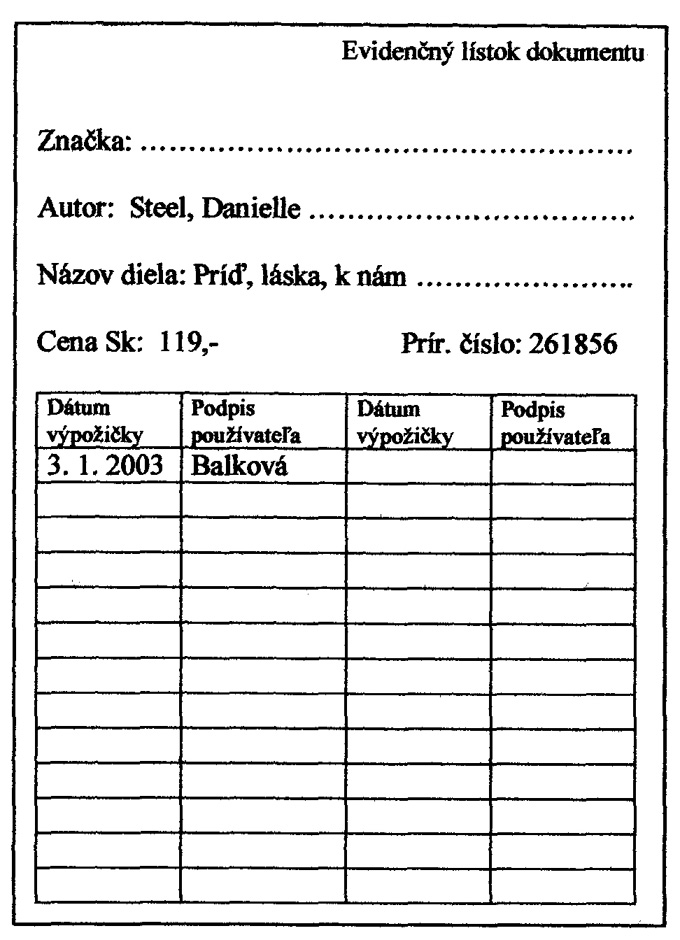 Evidenčný lístok dokumentu
Značka: ................................................
Autor: Steel, Danielle ................................
Názov diela: Príď, láska, k nám ......................
Cena Sk: 119,- Prír. číslo: 261856
Dátum výpožičky Podpis používateľa Dátum výpožičky Podpis používateľa
3. 1. 2003 Balková